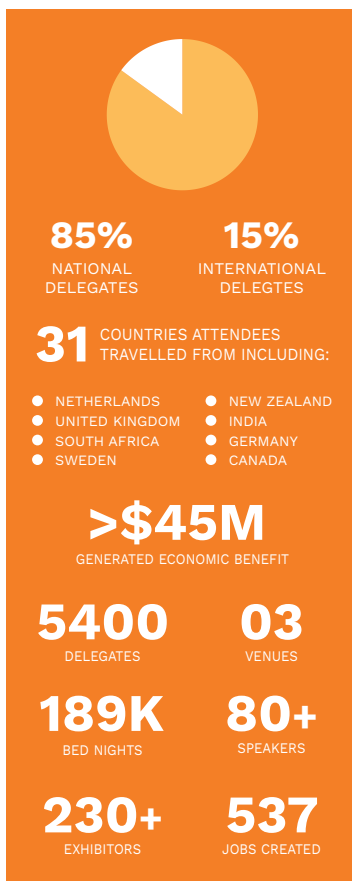 85%
NATIONAL
DELEGATES
15%
INTERNATIONAL
DELEGTES
31
COUNTRIES ATTENDEES
TRAVELLED FROM INCLUDING:
NETHERLANDS
UNITED KINGDOM
SOUTH AFRICA
SWEDEN
NEW ZEALAND
INDIA
GERMANY
CANADA
>$45M
GENERATED ECONOMIC BENEFIT
5400
DELEGATES
03
VENUES
189K
BED NIGHTS
80+
SPEAKERS
230+
EXHIBITORS
537
JOBS CREATED